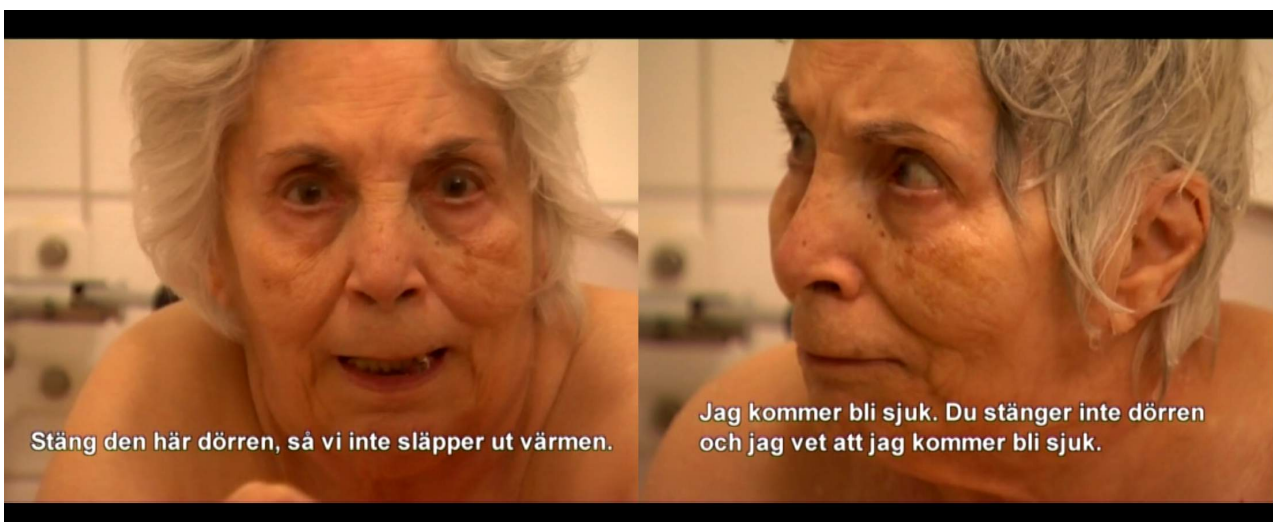 Stäng den här dörren, så vi inte släpper ut värmen.
Jag kommer bli sjuk. Du stänger inte dörren
och jag vet att jag kommer bli sjuk.